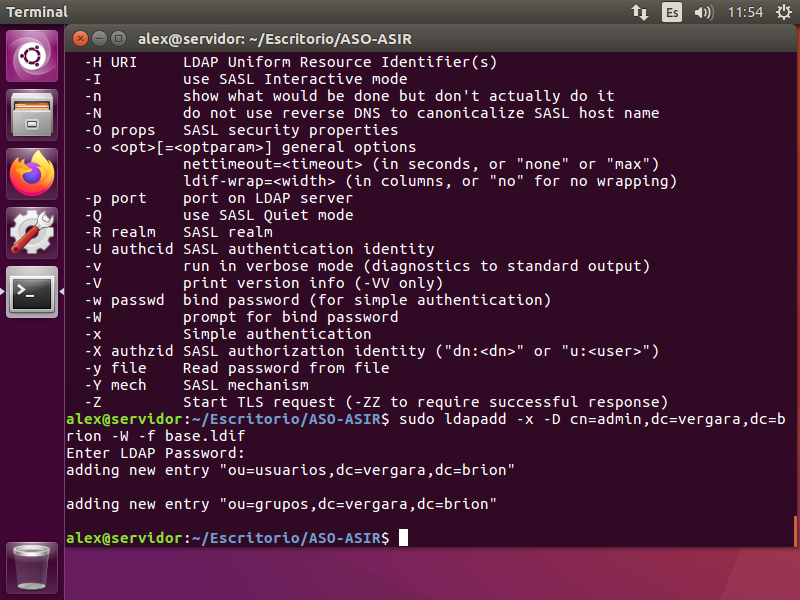 Terminal
Es
11:54
alex@servidor: ~/Escritorio/ASO-ASIR
-H URI     LDAP Uniform Resource Identifier(s)
-I         use SASL Interactive mode
-n         show what would be done but don't actually do it
-N         do not use reverse DNS to canonicalize SASL host name
-O props   SASL security properties
-o <opt>[=<optparam>] general options
           nettimeout=<timeout> (in seconds, or "none" or "max")
           ldif-wrap=<width> (in columns, or "no" for no wrapping)
-p port    port on LDAP server
-Q         use SASL Quiet mode
-R realm   SASL realm
-U authcid SASL authentication identity
-v         run in verbose mode (diagnostics to standard output)
-V         print version info (-VV only)
-w passwd  bind password (for simple authentication)
-W         prompt for bind password
-x         Simple authentication
-X authzid SASL authorization identity ("dn:<dn>" or "u:<user>")
-y file    Read password from file
-Y mech    SASL mechanism
-Z         Start TLS request (-ZZ to require successful response)
alex@servidor:~/Escritorio/ASO-ASIR$ sudo ldapadd -x -D cn=admin,dc=vergara,dc=b
rion -W -f base.ldif
Enter LDAP Password:
adding new entry "ou=usuarios,dc=vergara,dc=brion"
adding new entry "ou=grupos,dc=vergara,dc=brion"
alex@servidor:~/Escritorio/ASO-ASIR$